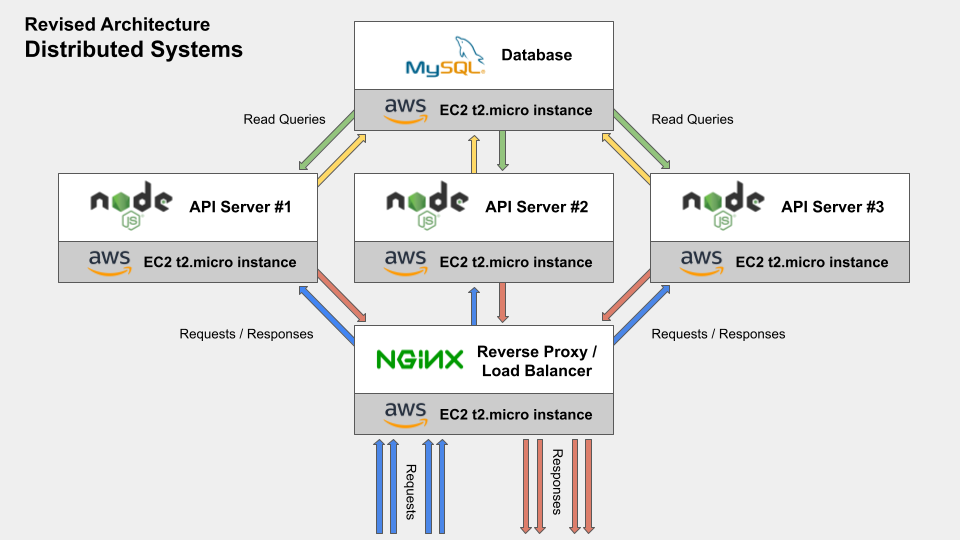 Revised Architecture
Distributed Systems
MySQL®
Database
aws
EC2 t2.micro instance
Read Queries
Read Queries
node
JS
API Server #1
node
JS
API Server #2
node
JS
API Server #3
aws
EC2 t2.micro instance
aws
EC2 t2.micro instance
aws
EC2 t2.micro instance
Requests / Responses
Requests / Responses
NGINX
Reverse Proxy /
Load Balancer
aws
EC2 t2.micro instance
Requests
Responses